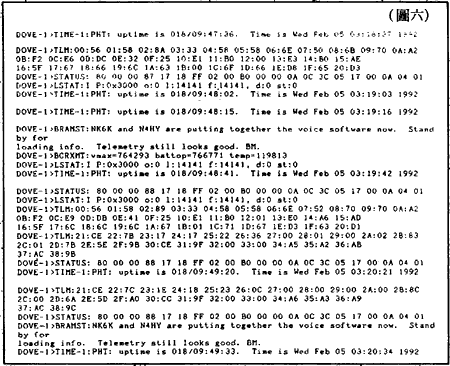 (圖六)
DOVE-1>TIME-1:PHT: uptime is 018/09:47:36. Time is Wed Feb 05 03:18:37 1992
DOVE-1>TLM:00:56 01:58 02:8A 03:33 04:58 05:58 06:6E 07:50 08:6B 09:70 0A:A2
0B:F2 0C:E6 0D:DC 0E:32 0F:25 10:E1 11:B0 12:00 13:E3 14:B0 15:AE
16:5F 17:67 18:66 19:6C 1A:63 1B:00 1C:6F 1D:66 1E:D8 1F:65 20:D3
DOVE-1>STATUS: 80 00 00 87 17 18 FF 02 00 B0 00 00 0A 0C 3C 05 17 00 0A 04 01
DOVE-1>LSTAT:I P:0x3000 o:0 l:14141 f:14141, d:0 st:0
DOVE-1>TIME-1:PHT: uptime is 018/09:48:02. Time is Wed Feb 05 03:19:03 1992
DOVE-1>TIME-1:PHT: uptime is 018/09:48:15. Time is Wed Feb 05 03:19:16 1992
DOVE-1>BRAMST:NK6K and N4HY are putting together the voice software now. Stand
by for
loading info. Telemetry still looks good. BM.
DOVE-1>BCRXMT:vmax=764293 battop=766771 temp=119813
DOVE-1>LSTAT:I P:0x3000 o:0 l:14141 f:14141, d:0 st:0
DOVE-1>TIME-1:PHT: uptime is 018/09:48:41. Time is Wed Feb 05 03:19:42 1992
DOVE-1>STATUS: 80 00 00 88 17 18 FF 02 00 B0 00 00 0A 0C 3C 05 17 00 0A 04 01
DOVE-1>LSTAT:I P:0x3000 o:0 l:14141 f:14141, d:0 st:0
DOVE-1>TLM:00:56 01:58 02:89 03:33 04:58 05:58 06:6E 07:52 08:70 09:70 0A:A2
0B:F2 0C:E9 0D:DB 0E:41 0F:25 10:E1 11:B0 12:01 13:E0 14:A6 15:AD
16:5F 17:6C 18:6C 19:6C 1A:67 1B:01 1C:71 1D:67 1E:D3 1F:63 20:D1
TLM:21:CE 22:7B 23:17 24:17 25:22 26:36 27:00 28:01 29:00 2A:02 2B:63
2C:01 2D:7B 2E:5E 2F:9B 30:CE 31:9F 32:00 33:00 34:A5 35:A2 36:AB
37:AC 38:9B
DOVE-1>STATUS: 80 00 00 88 17 18 FF 02 00 B0 00 00 0A 0C 3C 05 17 00 0A 04 01
DOVE-1>TIME-1:PHT: uptime is 018/09:49:20. Time is Wed Feb 05 03:20:21 1992
DOVE-1>TLM:21:CE 22:7C 23:1E 24:18 25:23 26:0C 27:00 28:00 29:00 2A:00 2B:8C
2C:00 2D:6A 2E:5D 2F:A0 30:CC 31:9F 32:00 33:00 34:A6 35:A3 36:A9
37:AC 38:9C
DOVE-1>STATUS: 80 00 00 88 17 18 FF 02 00 B0 00 00 0A 0C 3C 05 17 00 0A 04 01
DOVE-1>BRAMST:NK6K and N4HY are putting together the voice software now. Stand
by for
loading info. Telemetry still looks good. BM.
DOVE-1>TIME-1:PHT: uptime is 018/09:49:33. Time is Wed Feb 05 03:20:34 1992